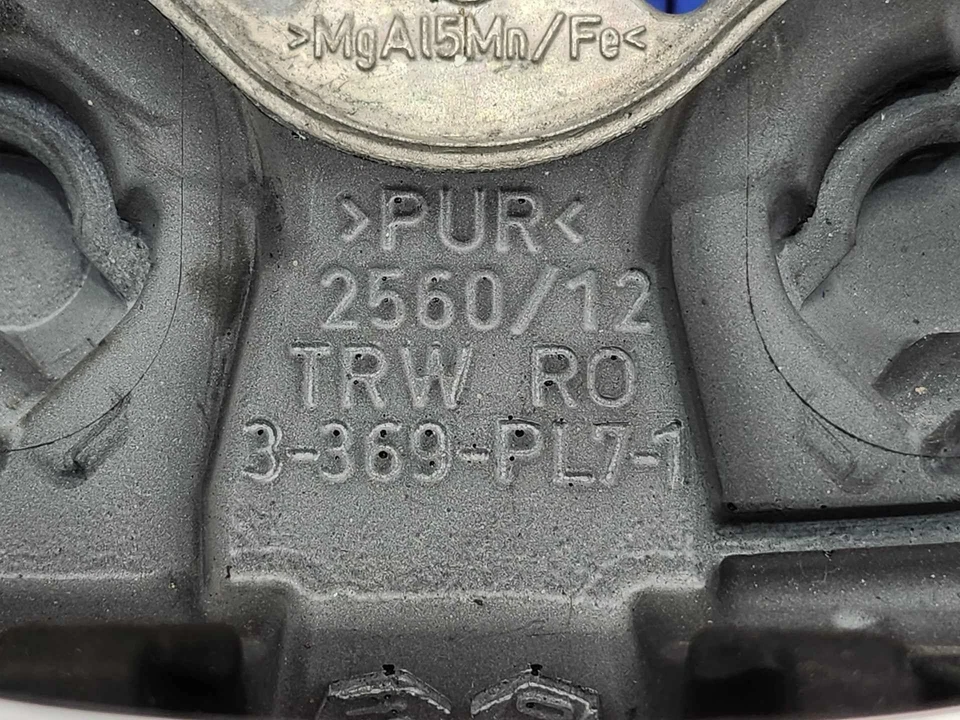 >MgAl5Mn/Fe<
>PUR<
2560/12
TRW RO
3-369-PL7-1